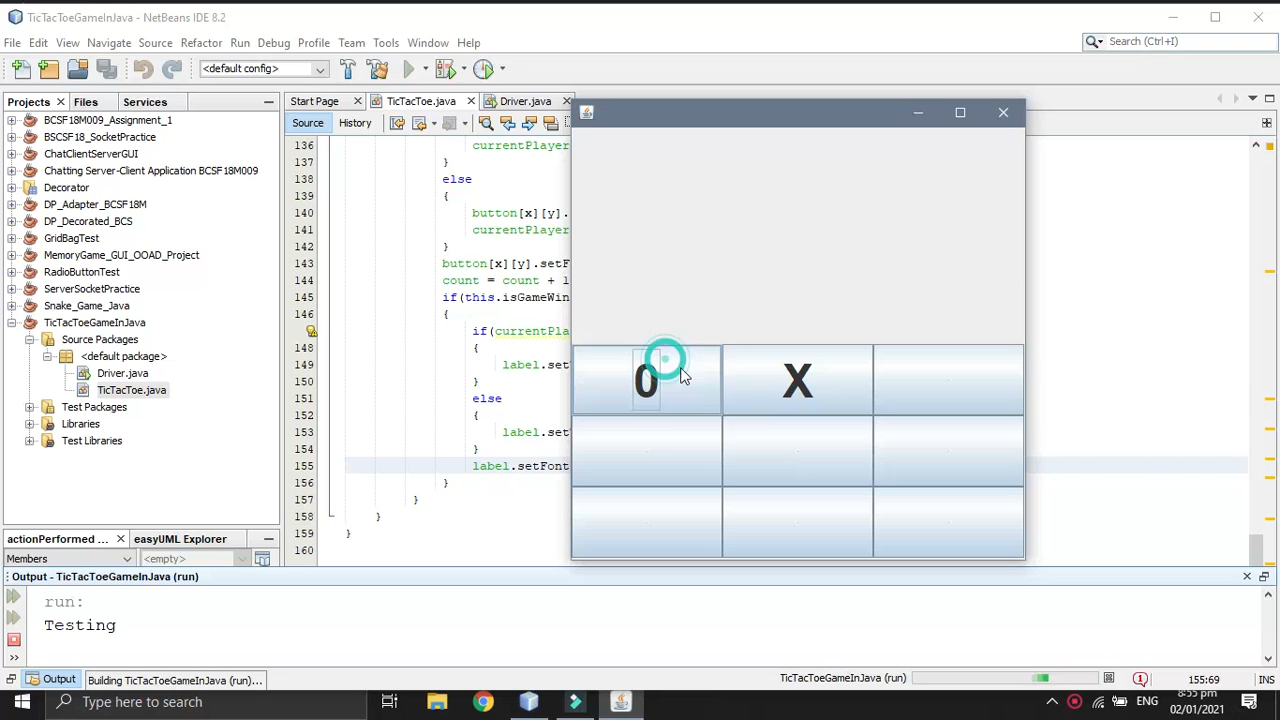 TicTacToeGameInJava - NetBeans IDE 8.2
File Edit View Navigate Source Refactor Run Debug Profile Team Tools Window Help
Search (Ctrl+I)
<default config>
Projects Files Services
Start Page TicTacToe.java Driver.java
Source History
BCSF18M009_Assignment_1
BSCSF18_SocketPractice
ChatClientServerGUI
Chatting Server-Client Application BCSF18M009
Decorator
DP_Adapter_BCSF18M
DP_Decorated_BCS
GridBagTest
MemoryGame_GUI_OOAD_Project
RadioButtonTest
ServerSocketPractice
Snake_Game_Java
TicTacToeGameInJava
Source Packages
<default package>
Driver.java
TicTacToe.java
Test Packages
Libraries
Test Libraries
136 currentPlayer
137 }
138 else
139 {
140 button[x][y].
141 currentPlayer
142 }
143 button[x][y].setF
144 count = count + 1
145 if(this.isGameWin
146 {
if(currentPla
148 {
149 label.set
150 }
151 else
152 {
153 label.set
154 }
155 label.setFont
156 }
157 }
158 }
159 }
160
0 X
actionPerformed ... easyUML Explorer
Members <empty>
Output - TicTacToeGameInJava (run)
run:
Testing
Output Building TicTacToeGameInJava (run)... TicTacToeGameInJava (run) 1 155:69 INS
Type here to search
ENG
8:55 pm
02/01/2021